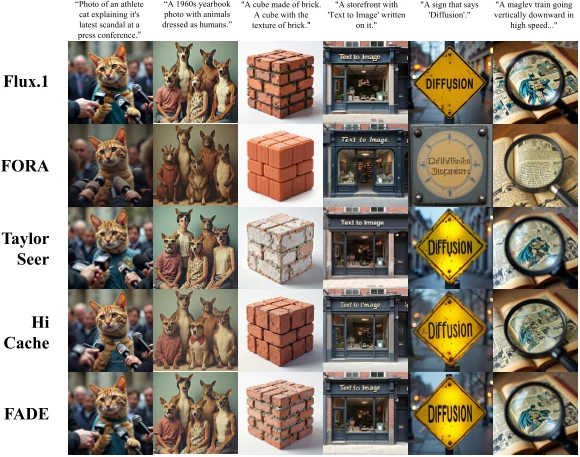 "Photo of an athlete
cat explaining it's
latest scandal at a
press conference."
"A 1960s yearbook
photo with animals
dressed as humans."
"A cube made of brick.
A cube with the
texture of brick."
"A storefront with
'Text to Image' written
on it."
"A sign that says
'Diffusion'."
"A maglev train going
vertically downward in
high speed..."
Flux.1
Text to Image
DIFFUSION
FORA
Text to Image.
Taylor
Seer
Text to Image
Diffusion
Hi
Cache
Text to I'mage
Diffusion
FADE
Text to Image
DIFFUSION